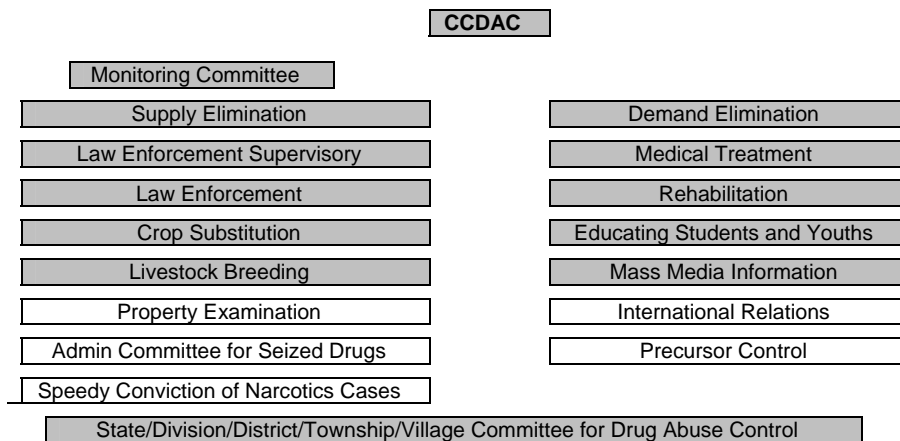 CCDAC
Monitoring Committee
Supply Elimination
Demand Elimination
Law Enforcement Supervisory
Medical Treatment
Law Enforcement
Rehabilitation
Crop Substitution
Educating Students and Youths
Livestock Breeding
Mass Media Information
Property Examination
International Relations
Admin Committee for Seized Drugs
Precursor Control
Speedy Conviction of Narcotics Cases
State/Division/District/Township/Village Committee for Drug Abuse Control